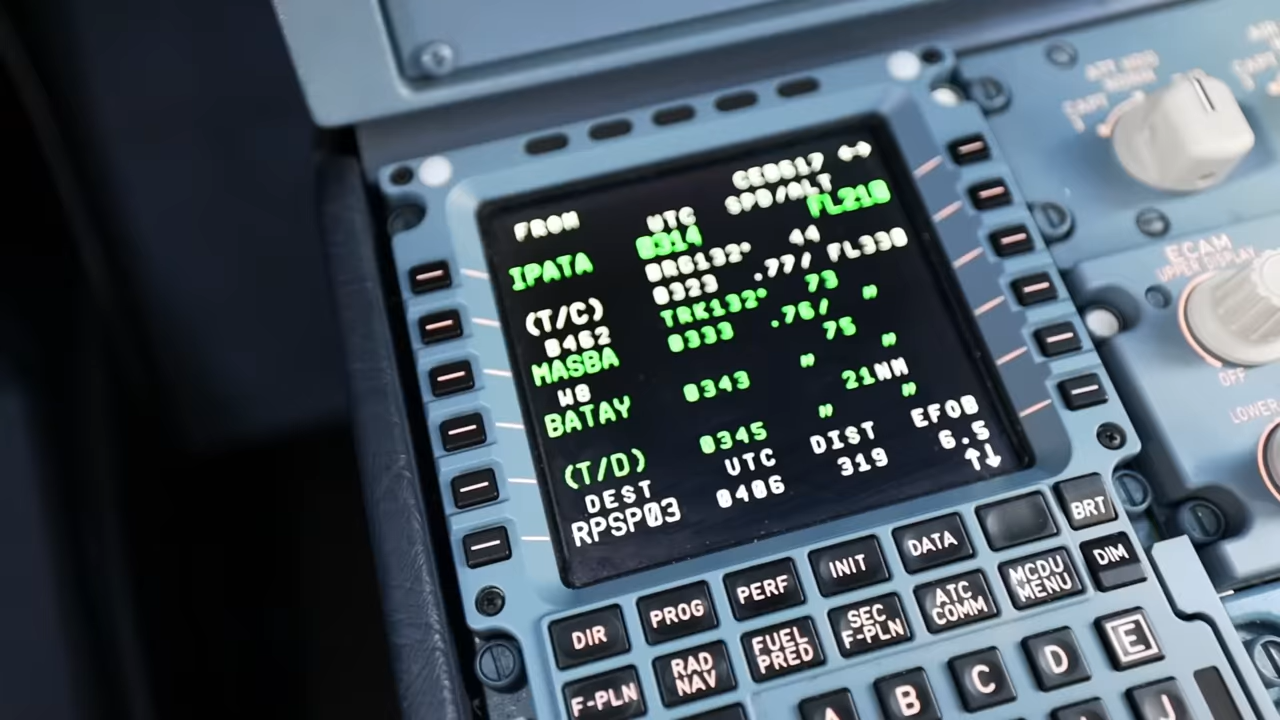 FROM
UTC
SPD/ALT
IPATA 0314 FL210
BRG132° 44
(T/C) 0323 .77/ FL330
TRK132° 73
MASBA 0333 .76/ "
W8 75
BATAY 0343 " "
21NM
(T/D) 0345 " "
DEST UTC DIST EFOB
RPSP03 0406 319 6.5
↑↓
ECAM
UPPER DISPLAY
OFF
LOWER
BRT
DIM
DIR PROG PERF INIT DATA
F-PLN RAD NAV FUEL PRED SEC F-PLN ATC COMM MCDU MENU
A B C D E
J